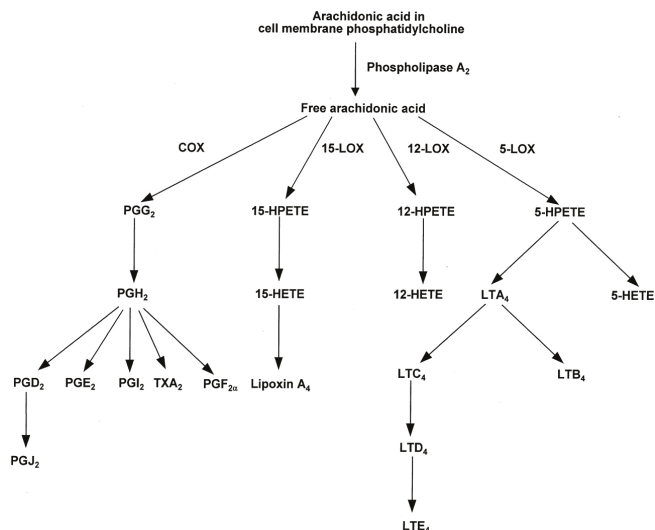 Arachidonic acid in
cell membrane phosphatidylcholine
Phospholipase A₂
Free arachidonic acid
COX 15-LOX 12-LOX 5-LOX
PGG₂ 15-HPETE 12-HPETE 5-HPETE
PGH₂ 15-HETE 12-HETE LTA₄ 5-HETE
PGD₂ PGE₂ PGI₂ TXA₂ PGF₂α Lipoxin A₄ LTC₄ LTB₄
PGJ₂ LTD₄
LTE₄